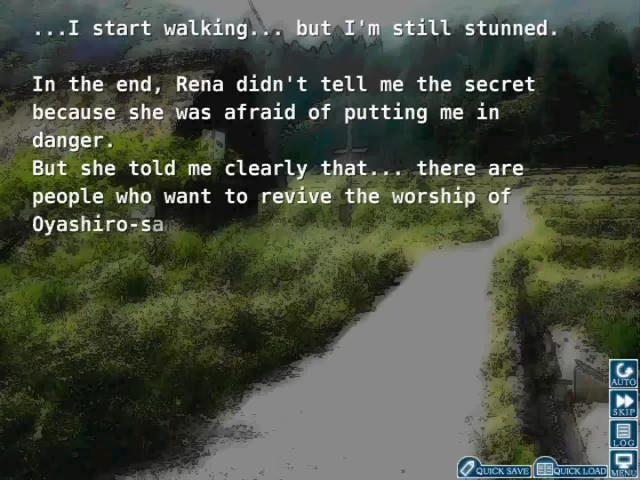 ...I start walking... but I'm still stunned.
In the end, Rena didn't tell me the secret
because she was afraid of putting me in
danger.
But she told me clearly that... there are
people who want to revive the worship of
Oyashiro-sa
AUTO
SKIP
LOG
QUICK SAVE
QUICK LOAD
MENU